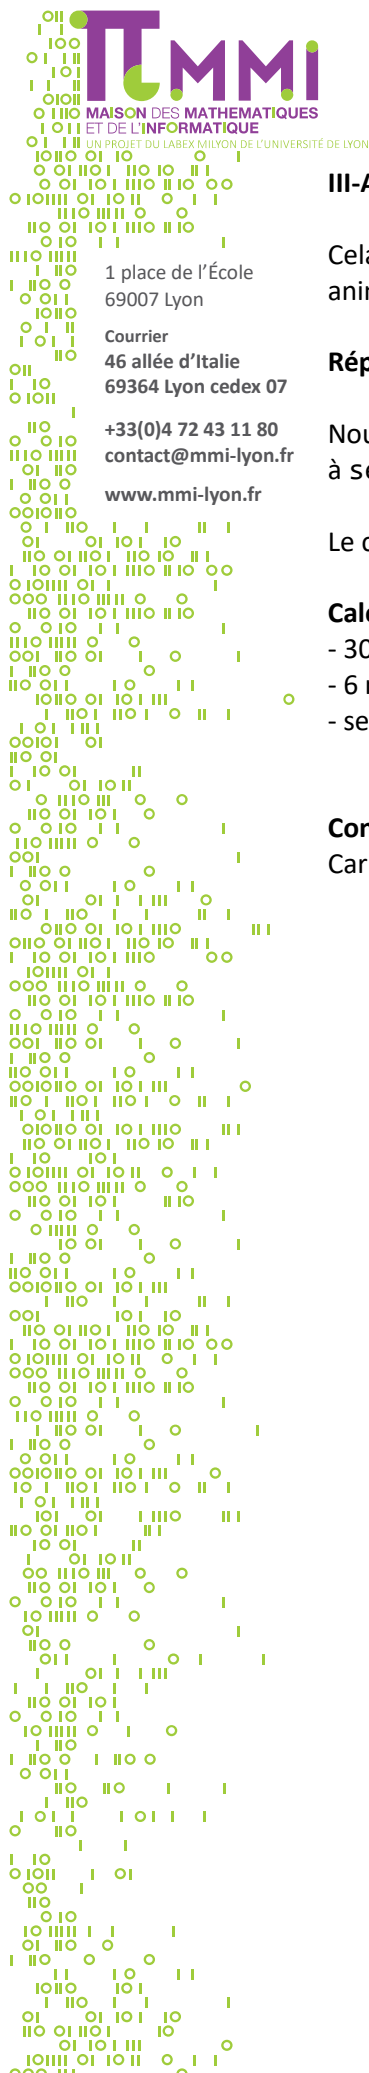 MMI
MAISON DES MATHEMATIQUES
ET DE L'INFORMATIQUE
UN PROJET DU LABEX MILYON DE L'UNIVERSITÉ DE LYON
1 place de l'École
69007 Lyon
Courrier
46 allée d'Italie
69364 Lyon cedex 07
+33(0)4 72 43 11 80
contact@mmi-lyon.fr
www.mmi-lyon.fr
III-A
Cela
anir
Rép
Nou
à se
Le c
Calc
- 30
- 6 r
- se
Con
Car